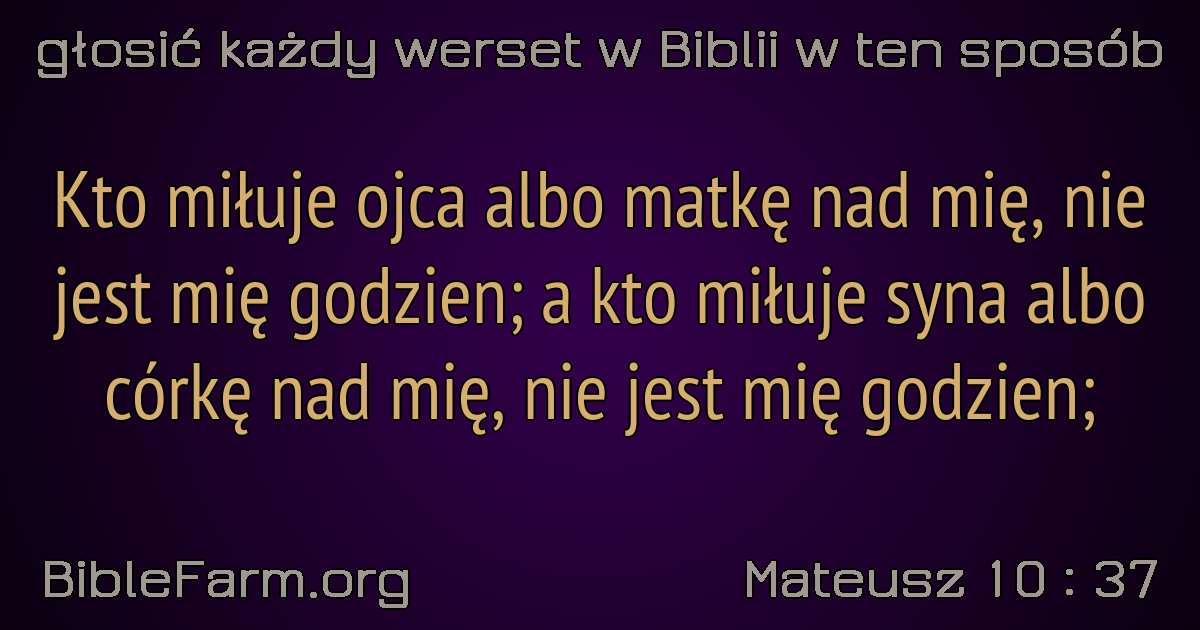 głosić każdy werset w Biblii w ten sposób
Kto miłuje ojca albo matkę nad mię, nie
jest mię godzien; a kto miłuje syna albo
córkę nad mię, nie jest mię godzien;
BibleFarm.org
Mateusz 10 : 37